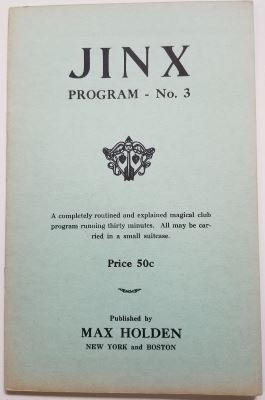 JINX
PROGRAM - No. 3
A completely routined and explained magical club
program running thirty minutes. All may be car-
ried in a small suitcase.
Price 50c
Published by
MAX HOLDEN
NEW YORK and BOSTON